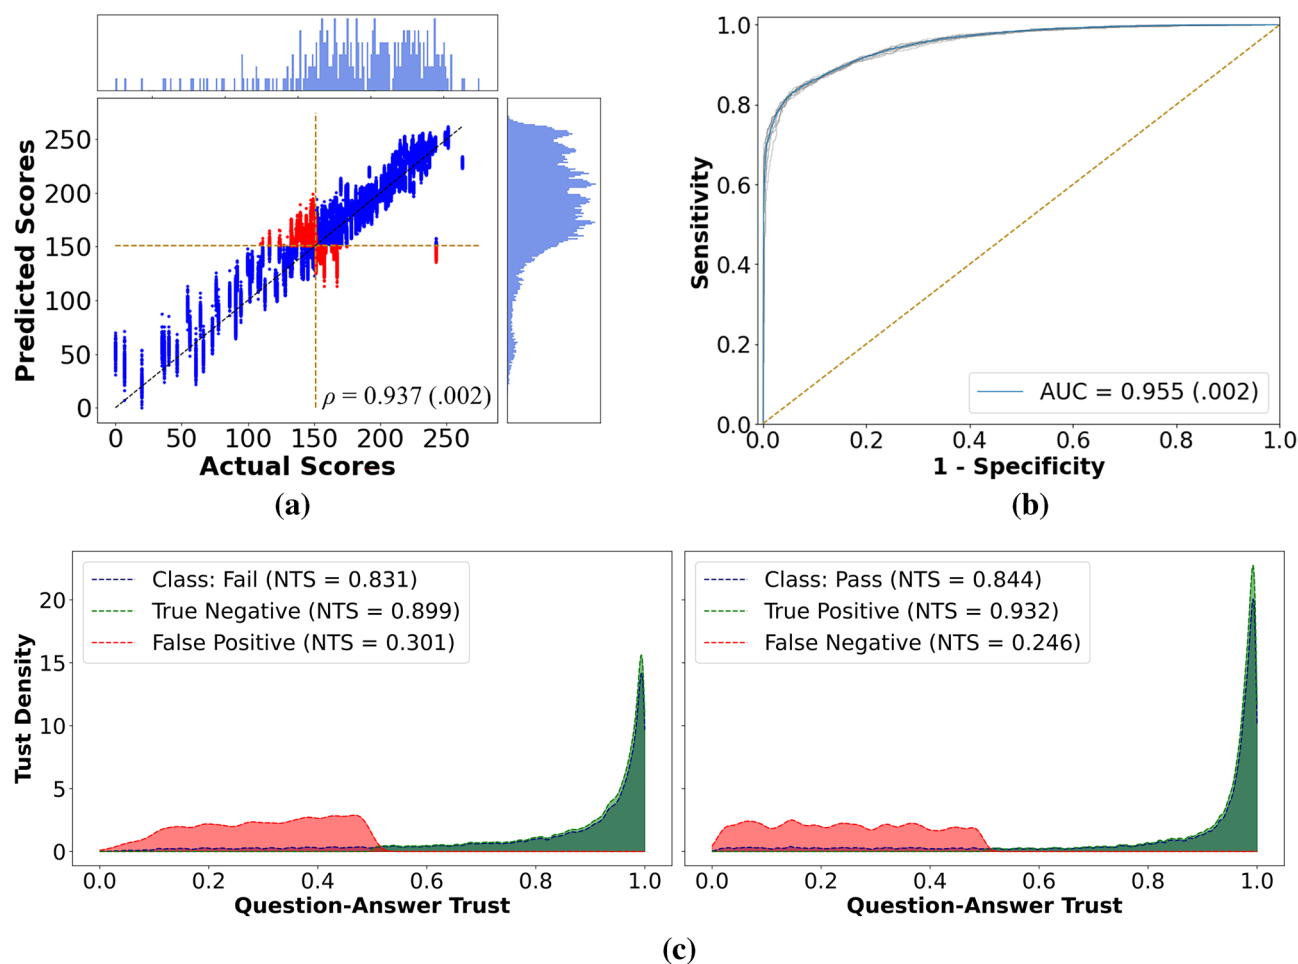 Predicted Scores
250
200
150
100
50
0
ρ = 0.937 (.002)
0 50 100 150 200 250
Actual Scores
(a)
Sensitivity
1.0
0.8
0.6
0.4
0.2
0.0
AUC = 0.955 (.002)
0.0 0.2 0.4 0.6 0.8 1.0
1 - Specificity
(b)
Tust Density
20
15
10
5
0
Class: Fail (NTS = 0.831)
True Negative (NTS = 0.899)
False Positive (NTS = 0.301)
0.0 0.2 0.4 0.6 0.8 1.0
Question-Answer Trust
Class: Pass (NTS = 0.844)
True Positive (NTS = 0.932)
False Negative (NTS = 0.246)
0.0 0.2 0.4 0.6 0.8 1.0
Question-Answer Trust
(c)